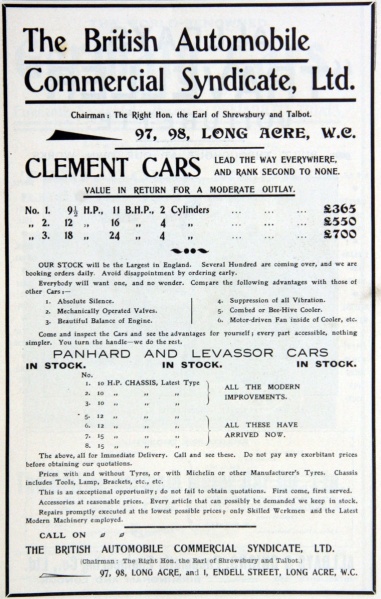 The British Automobile
Commercial Syndicate, Ltd.
Chairman: The Right Hon. the Earl of Shrewsbury and Talbot.
97, 98, LONG ACRE, W.C.
CLEMENT CARS LEAD THE WAY EVERYWHERE,
AND RANK SECOND TO NONE.
VALUE IN RETURN FOR A MODERATE OUTLAY.
No. 1. 9½ H.P., 11 B.H.P., 2 Cylinders ... ... ... £365
„ 2. 12 „ 16 „ 4 „ ... ... ... £550
„ 3. 18 „ 24 „ 4 „ ... ... ... £700
OUR STOCK will be the Largest in England. Several Hundred are coming over, and we are
booking orders daily. Avoid disappointment by ordering early.
Everybody will want one, and no wonder. Compare the following advantages with those of
other Cars:—
1. Absolute Silence.
2. Mechanically Operated Valves.
3. Beautiful Balance of Engine.
4. Suppression of all Vibration.
5. Combed or Bee-Hive Cooler.
6. Motor-driven Fan inside of Cooler, etc.
Come and inspect the Cars and see the advantages for yourself; every part accessible, nothing
simpler. You turn the handle—we do the rest.
PANHARD AND LEVASSOR CARS
IN STOCK. IN STOCK. IN STOCK.
No.
1. 10 H.P. CHASSIS, Latest Type
2. 10 „ „ „
3. 10 „ „ „
ALL THE MODERN
IMPROVEMENTS.
5. 12 „ „ „
6. 12 „ „ „
7. 15 „ „ „
8. 15 „ „ „
ALL THESE HAVE
ARRIVED NOW.
The above, all for Immediate Delivery. Call and see these. Do not pay any exorbitant prices
before obtaining our quotations.
Prices with and without Tyres, or with Michelin or other Manufacturer's Tyres. Chassis
includes Tools, Lamp, Brackets, etc., etc.
This is an exceptional opportunity; do not fail to obtain quotations. First come, first served.
Accessories at reasonable prices. Every article that can possibly be demanded we keep in stock.
Repairs promptly executed at the lowest possible prices; only Skilled Workmen and the Latest
Modern Machinery employed.
CALL ON
THE BRITISH AUTOMOBILE COMMERCIAL SYNDICATE, LTD.
(Chairman: The Right Hon. the Earl of Shrewsbury and Talbot.)
97, 98, LONG ACRE, and 1, ENDELL STREET, LONG ACRE, W.C.